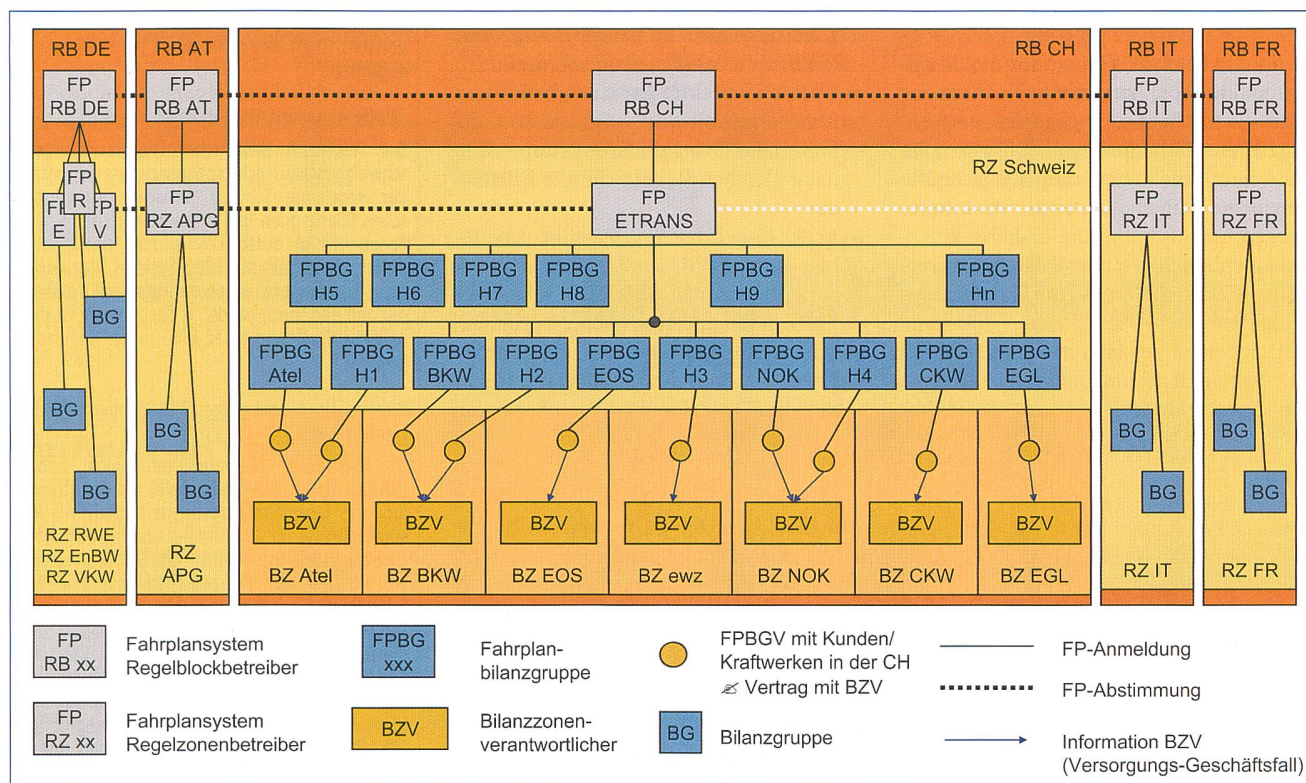 RB DE
RB AT
RB CH
RB IT
RB FR
FP
RB DE
FP
RB AT
FP
RB CH
FP
RB IT
FP
RB FR
RZ Schweiz
FP
R
FP
E
FP
V
FP
RZ APG
FP
ETRANS
FP
RZ IT
FP
RZ FR
FPBG
H5
FPBG
H6
FPBG
H7
FPBG
H8
FPBG
H9
FPBG
Hn
BG
FPBG
Atel
FPBG
H1
FPBG
BKW
FPBG
H2
FPBG
EOS
FPBG
H3
FPBG
NOK
FPBG
H4
FPBG
CKW
FPBG
EGL
BG
BG
BG
BG
BG
BG
BG
BG
BZV
BZV
BZV
BZV
BZV
BZV
BZV
RZ RWE
RZ EnBW
RZ VKW
RZ
APG
BZ Atel
BZ BKW
BZ EOS
BZ ewz
BZ NOK
BZ CKW
BZ EGL
RZ IT
RZ FR
FP
RB xx
Fahrplansystem
Regelblockbetreiber
FP
RZ xx
Fahrplansystem
Regelzonenbetreiber
FPBG
xxx
Fahrplan-
bilanzgruppe
BZV
Bilanzzonen-
verantwortlicher
FPBGV mit Kunden/
Kraftwerken in der CH
✍ Vertrag mit BZV
BG
Bilanzgruppe
FP-Anmeldung
FP-Abstimmung
Information BZV
(Versorgungs-Geschäftsfall)